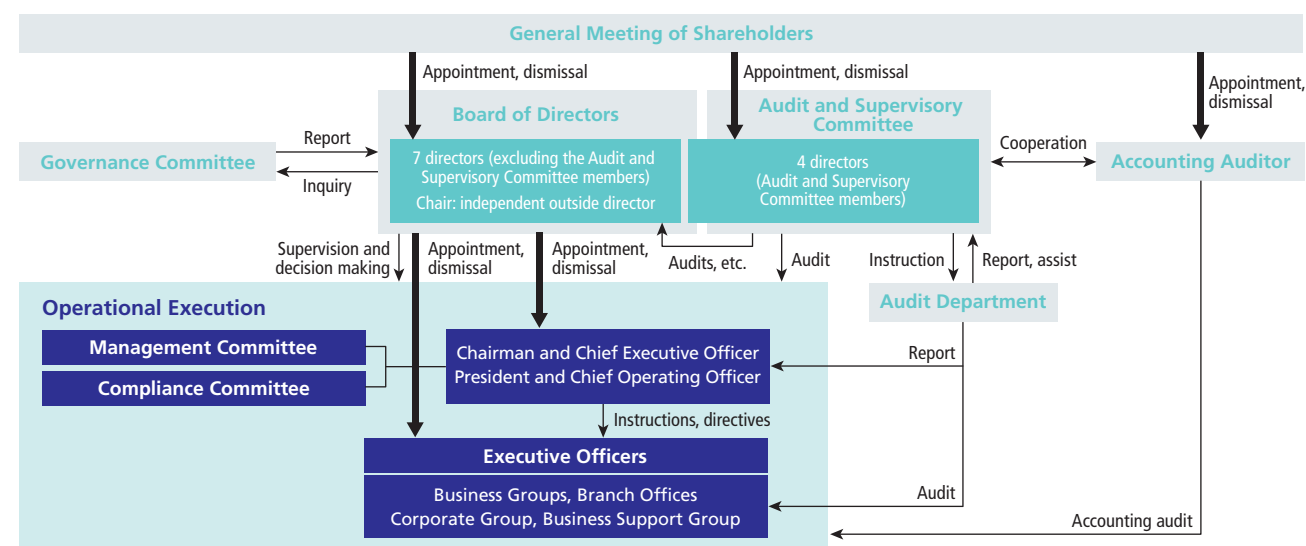 General Meeting of Shareholders
Appointment, dismissal
Appointment, dismissal
Appointment,
dismissal
Board of Directors
Audit and Supervisory
Committee
Governance Committee
Report
Inquiry
7 directors (excluding the Audit and
Supervisory Committee members)
Chair: independent outside director
4 directors
(Audit and Supervisory
Committee members)
Cooperation
Accounting Auditor
Supervision and
decision making
Appointment,
dismissal
Appointment,
dismissal
Audits, etc.
Audit
Instruction
Report, assist
Audit Department
Operational Execution
Management Committee
Compliance Committee
Chairman and Chief Executive Officer
President and Chief Operating Officer
Report
Instructions, directives
Executive Officers
Business Groups, Branch Offices
Corporate Group, Business Support Group
Audit
Accounting audit